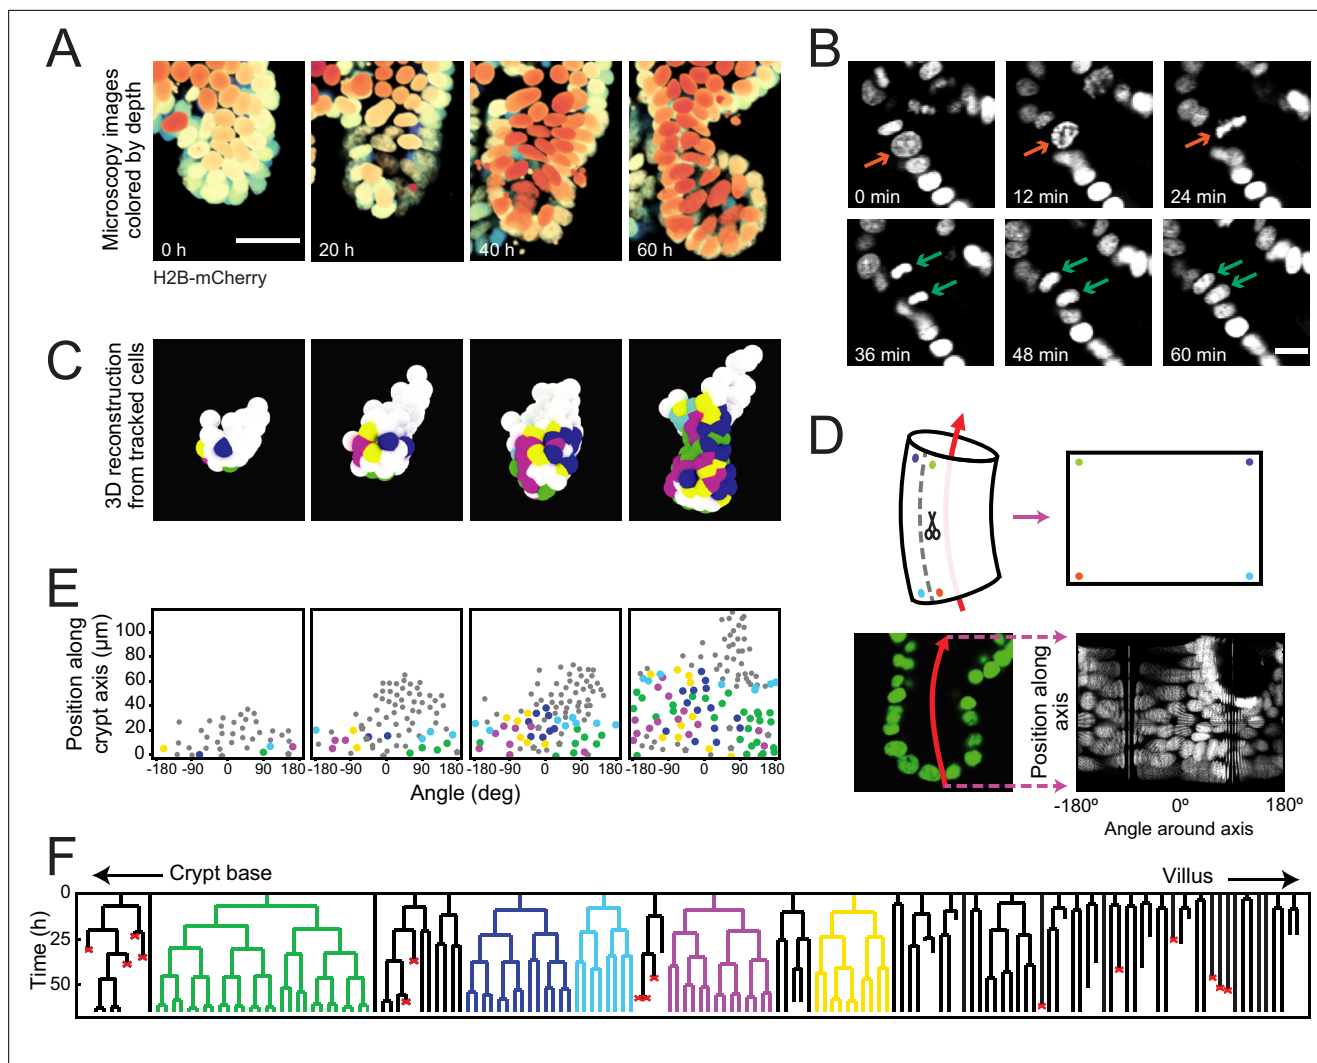 A
Microscopy images
colored by depth
0 h
20 h
40 h
60 h
H2B-mCherry
B
0 min
12 min
24 min
36 min
48 min
60 min
C
3D reconstruction
from tracked cells
D
Position along
axis
-180º
0º
180º
Angle around axis
E
Position along
crypt axis (µm)
100
80
60
40
20
0
-180 -90 0 90 180
-180 -90 0 90 180
-180 -90 0 90 180
-180 -90 0 90 180
Angle (deg)
F
Crypt base
Villus
Time (h)
0
25
50